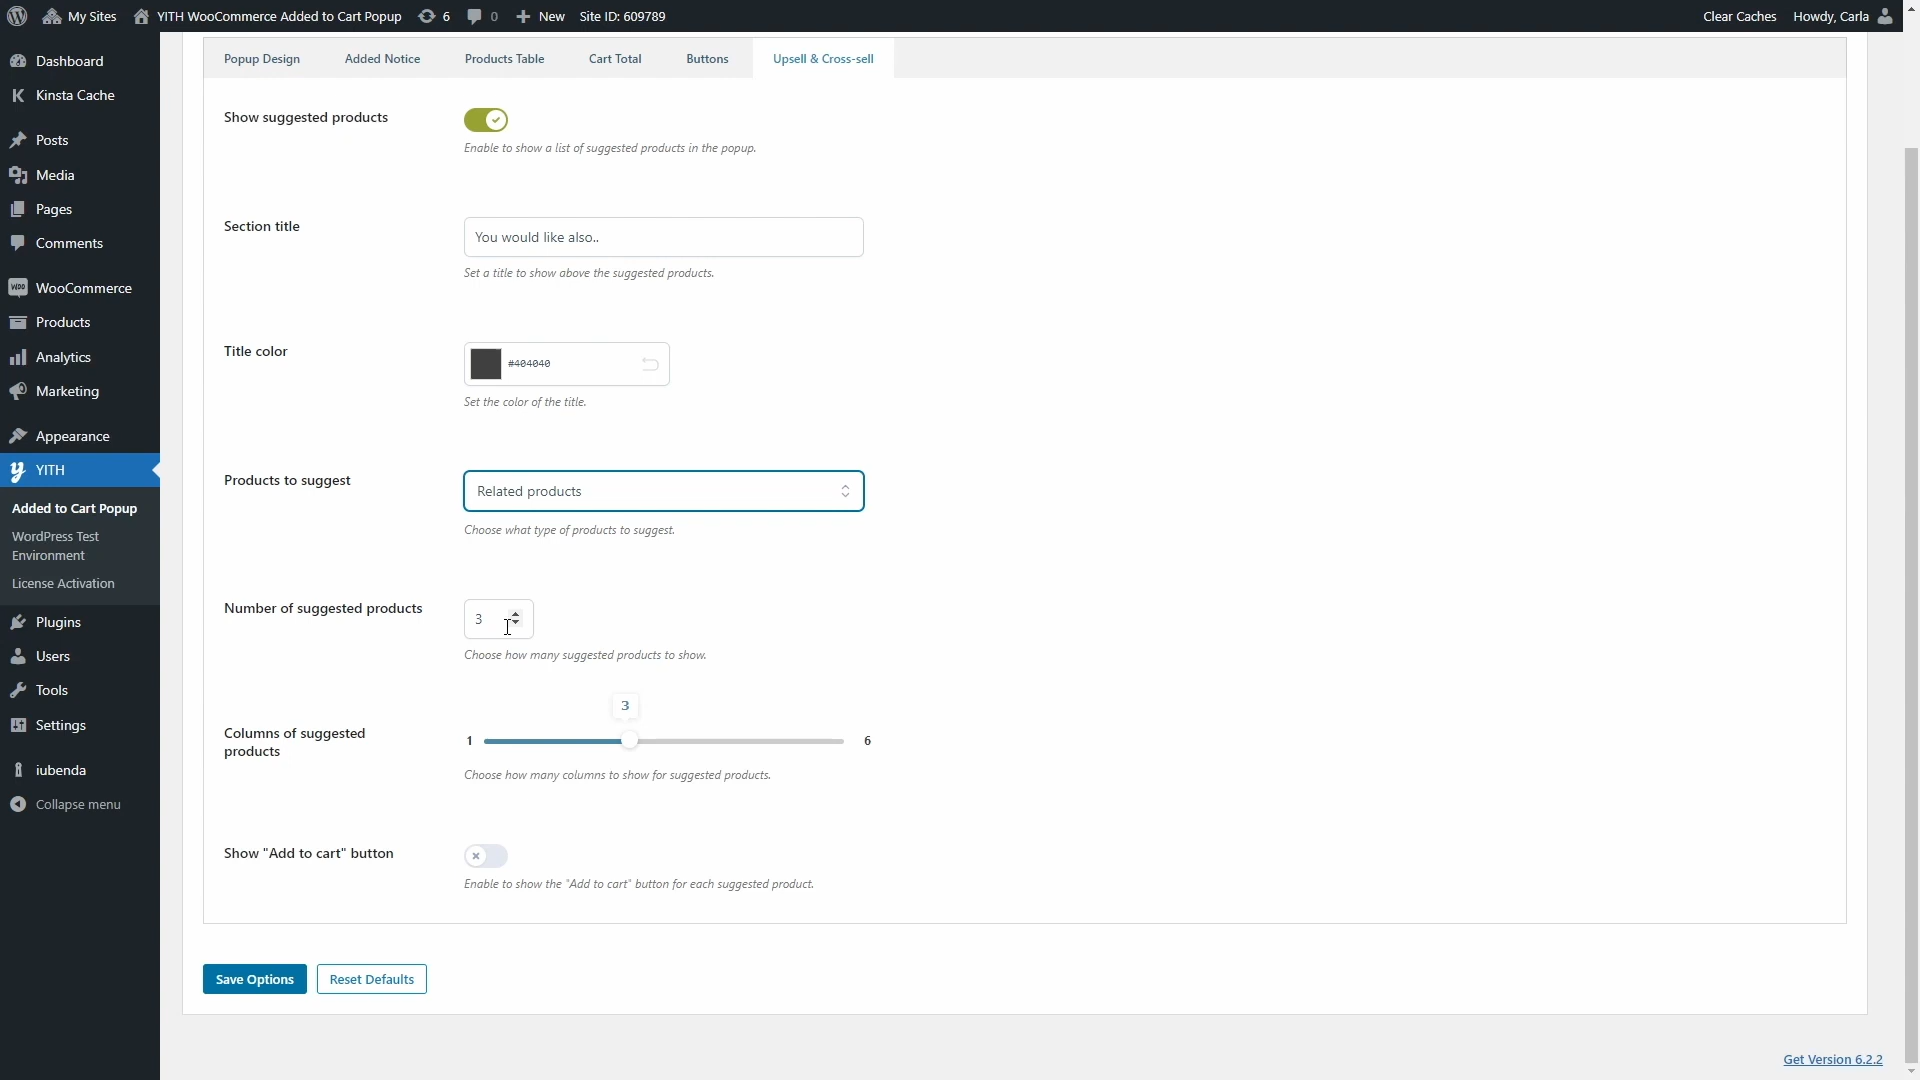 My Sites
YITH WooCommerce Added to Cart Popup
6
0
New
Site ID: 609789
Clear Caches
Howdy, Carla
Dashboard
Kinsta Cache
Posts
Media
Pages
Comments
WooCommerce
Products
Analytics
Marketing
Appearance
YITH
Added to Cart Popup
WordPress Test
Environment
License Activation
Plugins
Users
Tools
Settings
iubenda
Collapse menu
Popup Design
Added Notice
Products Table
Cart Total
Buttons
Upsell & Cross-sell
Show suggested products
Enable to show a list of suggested products in the popup.
Section title
You would like also..
Set a title to show above the suggested products.
Title color
#404040
Set the color of the title.
Products to suggest
Related products
Choose what type of products to suggest.
Number of suggested products
3
Choose how many suggested products to show.
3
Columns of suggested
products
1
6
Choose how many columns to show for suggested products.
Show "Add to cart" button
Enable to show the "Add to cart" button for each suggested product.
Save Options
Reset Defaults
Get Version 6.2.2